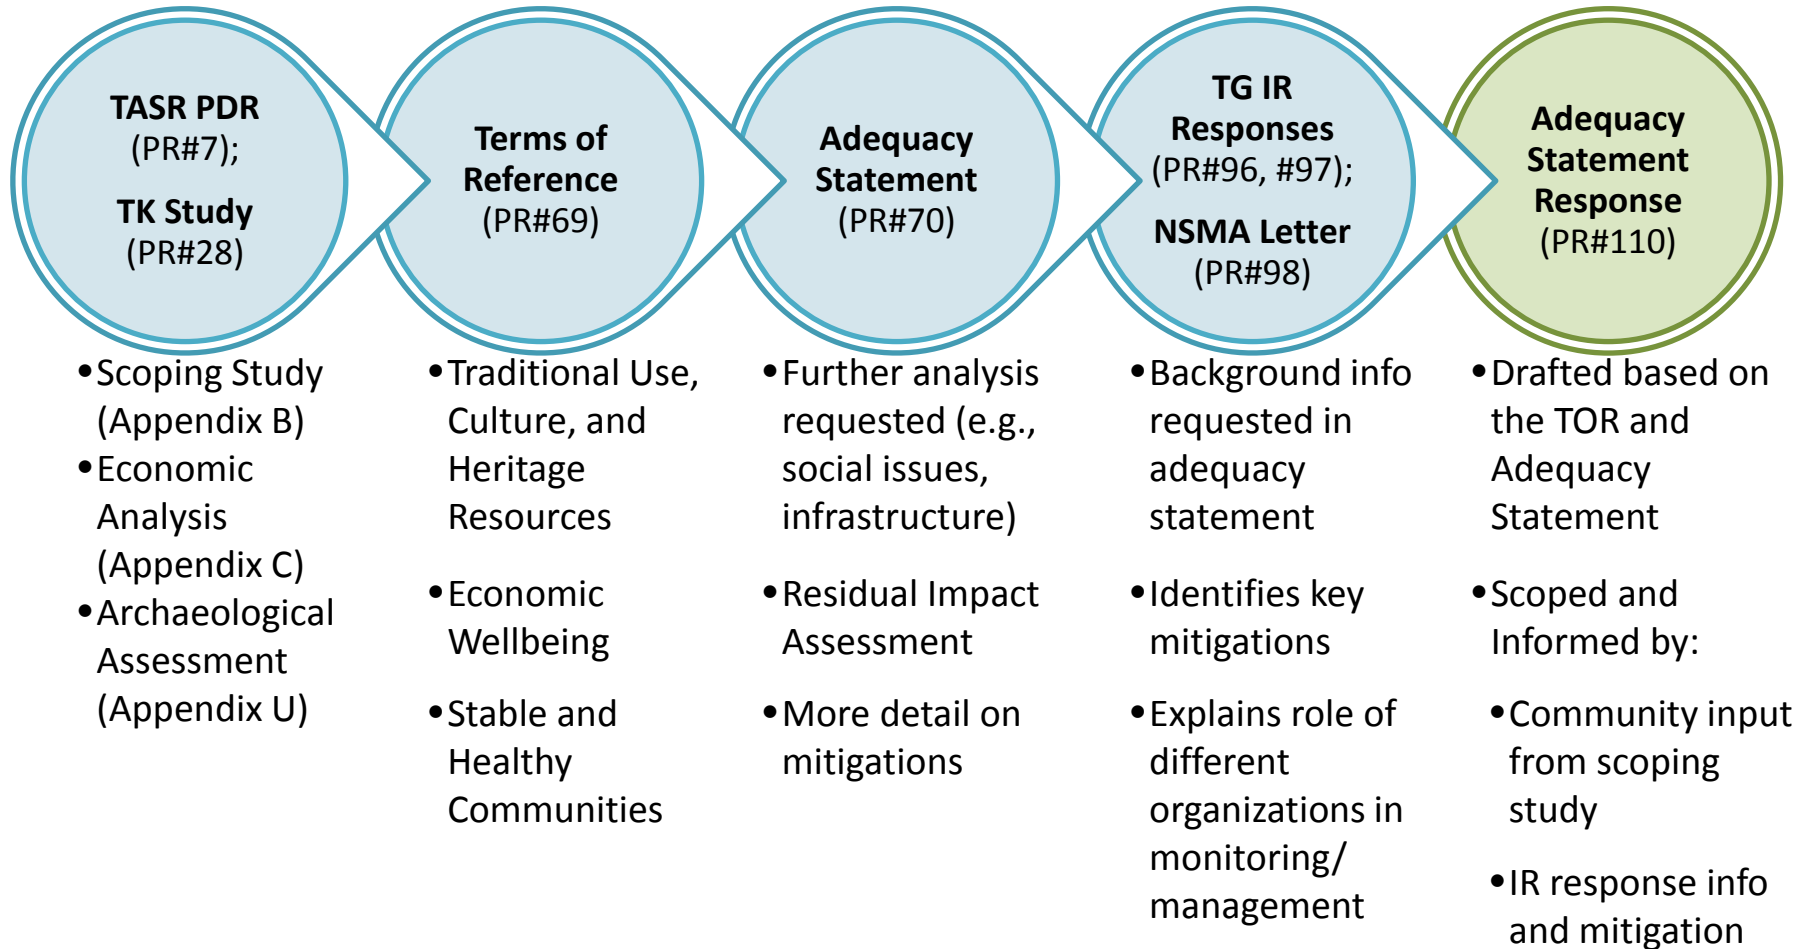 TASR PDR
(PR#7);
TK Study
(PR#28)
•Scoping Study
(Appendix B)
•Economic
Analysis
(Appendix C)
•Archaeological
Assessment
(Appendix U)
Terms of
Reference
(PR#69)
•Traditional Use,
Culture, and
Heritage
Resources
•Economic
Wellbeing
•Stable and
Healthy
Communities
Adequacy
Statement
(PR#70)
•Further analysis
requested (e.g.,
social issues,
infrastructure)
•Residual Impact
Assessment
•More detail on
mitigations
TG IR
Responses
(PR#96, #97);
NSMA Letter
(PR#98)
•Background info
requested in
adequacy
statement
•Identifies key
mitigations
•Explains role of
different
organizations in
monitoring/
management
Adequacy
Statement
Response
(PR#110)
•Drafted based on
the TOR and
Adequacy
Statement
•Scoped and
Informed by:
•Community input
from scoping
study
•IR response info
and mitigation